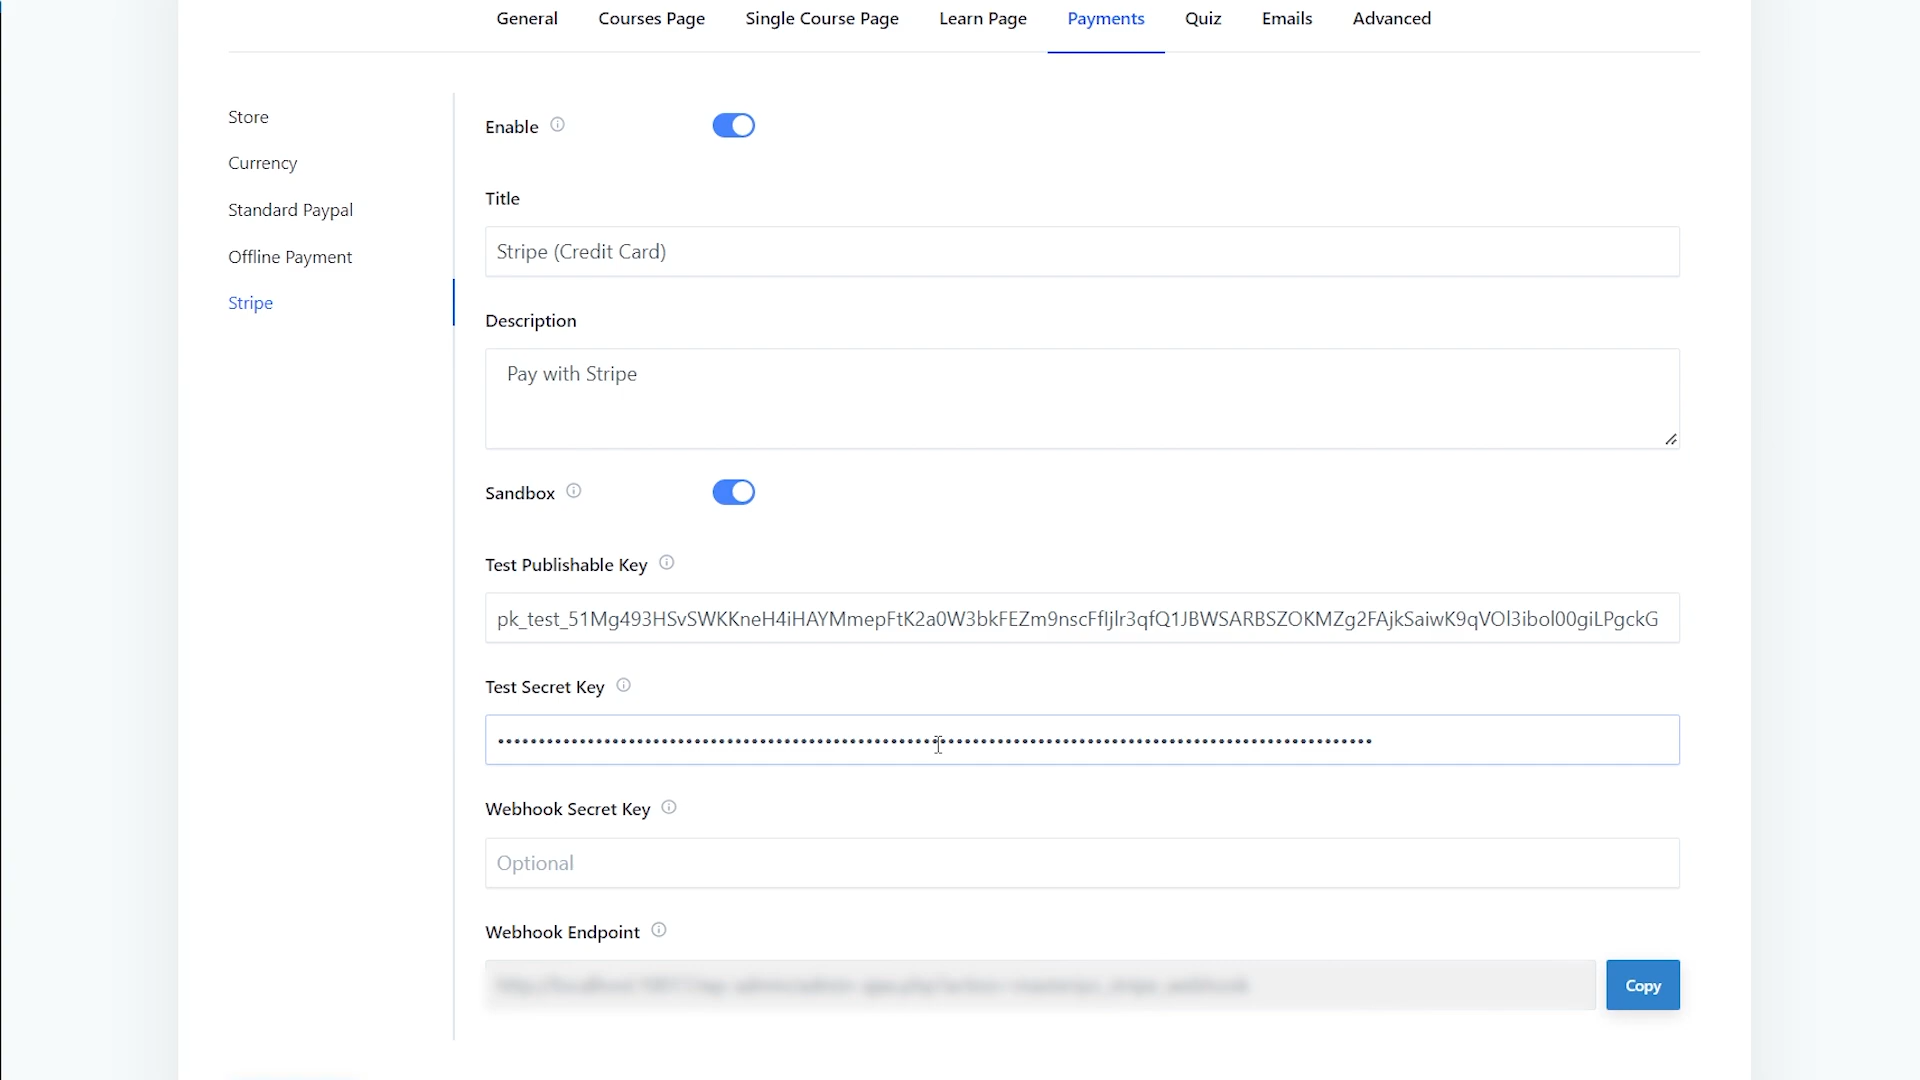 General Courses Page Single Course Page Learn Page Payments Quiz Emails Advanced
Store
Currency
Standard Paypal
Offline Payment
Stripe
Enable
Title
Stripe (Credit Card)
Description
Pay with Stripe
Sandbox
Test Publishable Key
pk_test_51Mg493HSvSWKKneH4iHAYMmepFtK2a0W3bkFEZm9nscFfIjlr3qfQ1JBWSARBSZOKMZg2FAjkSaiwK9qVOl3ibol00giLPgckG
Test Secret Key
Webhook Secret Key
Optional
Webhook Endpoint
Copy